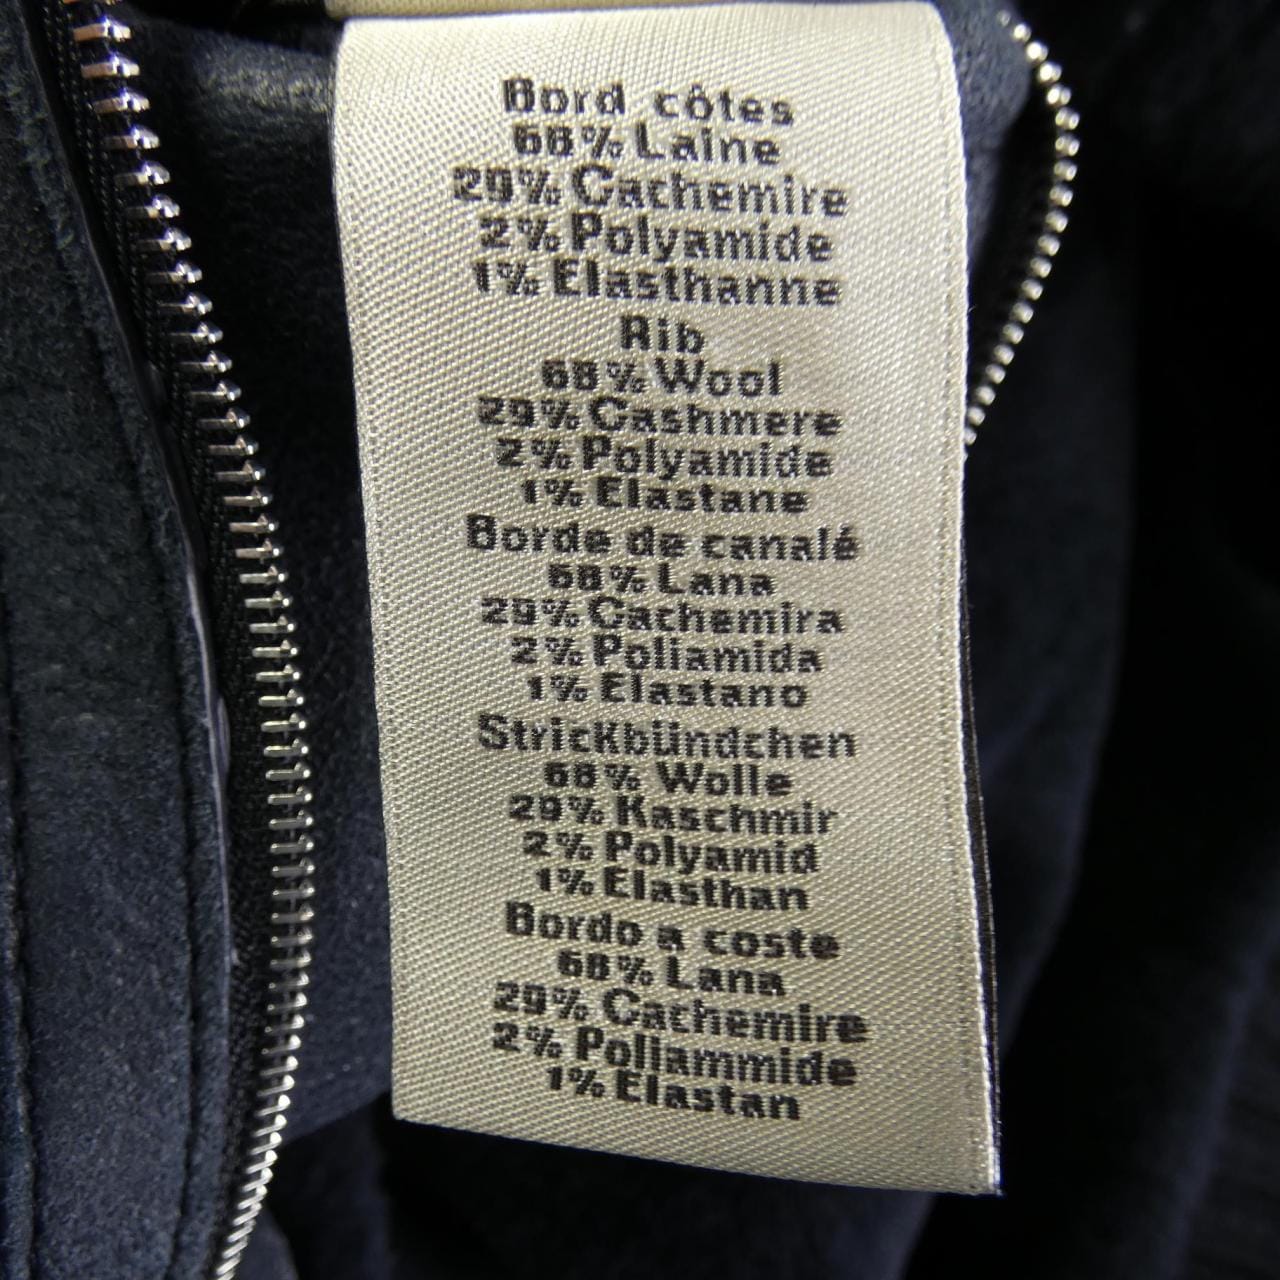 Bord côtes
68% Laine
29% Cachemire
2% Polyamide
1% Elasthanne
Rib
68% Wool
29% Cashmere
2% Polyamide
1% Elastane
Borde de canalé
68% Lana
29% Cachemira
2% Poliamida
1% Elastano
Strickbündchen
68% Wolle
29% Kaschmir
2% Polyamid
1% Elasthan
Bordo a coste
68% Lana
29% Cachemire
2% Poliammide
1% Elastan